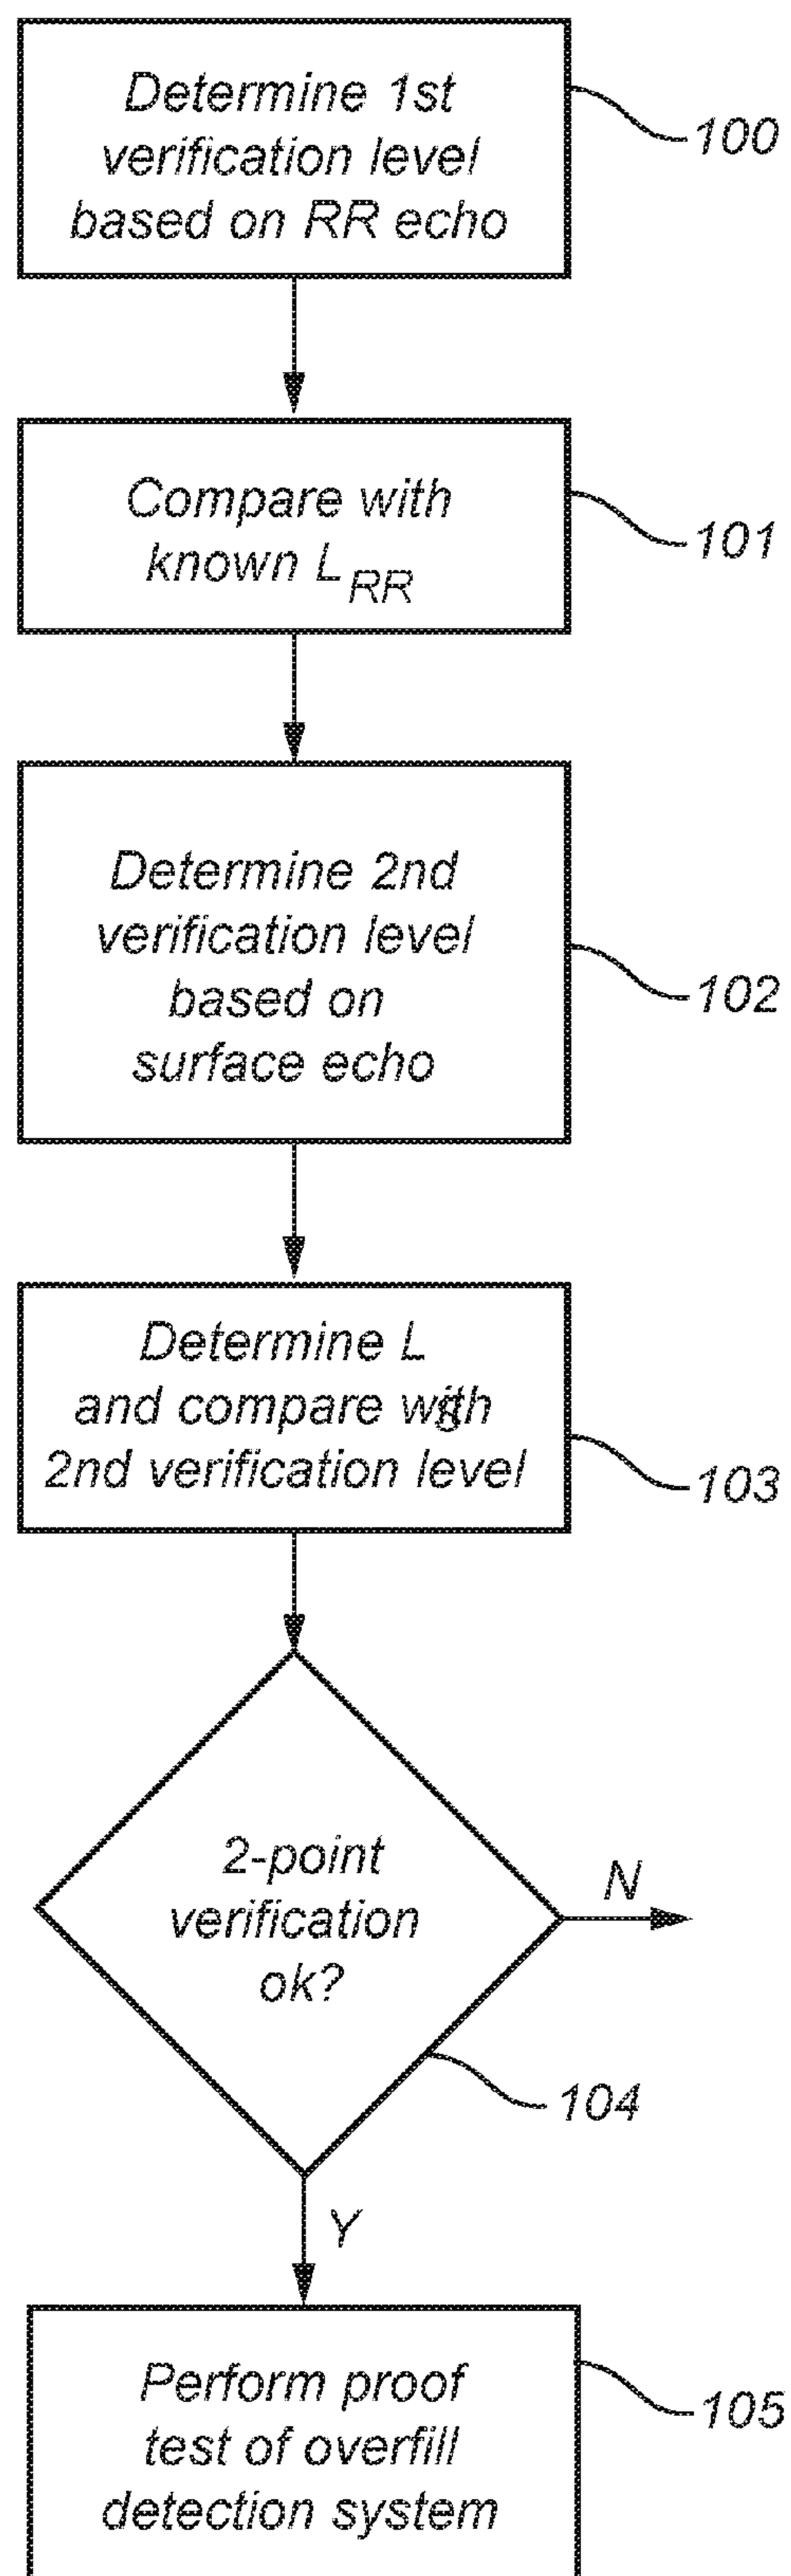 Determine 1st
verification level
based on RR echo
100
Compare with
known L RR
101
Determine 2nd
verification level
based on
surface echo
102
Determine L
and compare with
2nd verification level
103
2-point
verification
ok?
N
104
Y
Perform proof
test of overfill
detection system
105